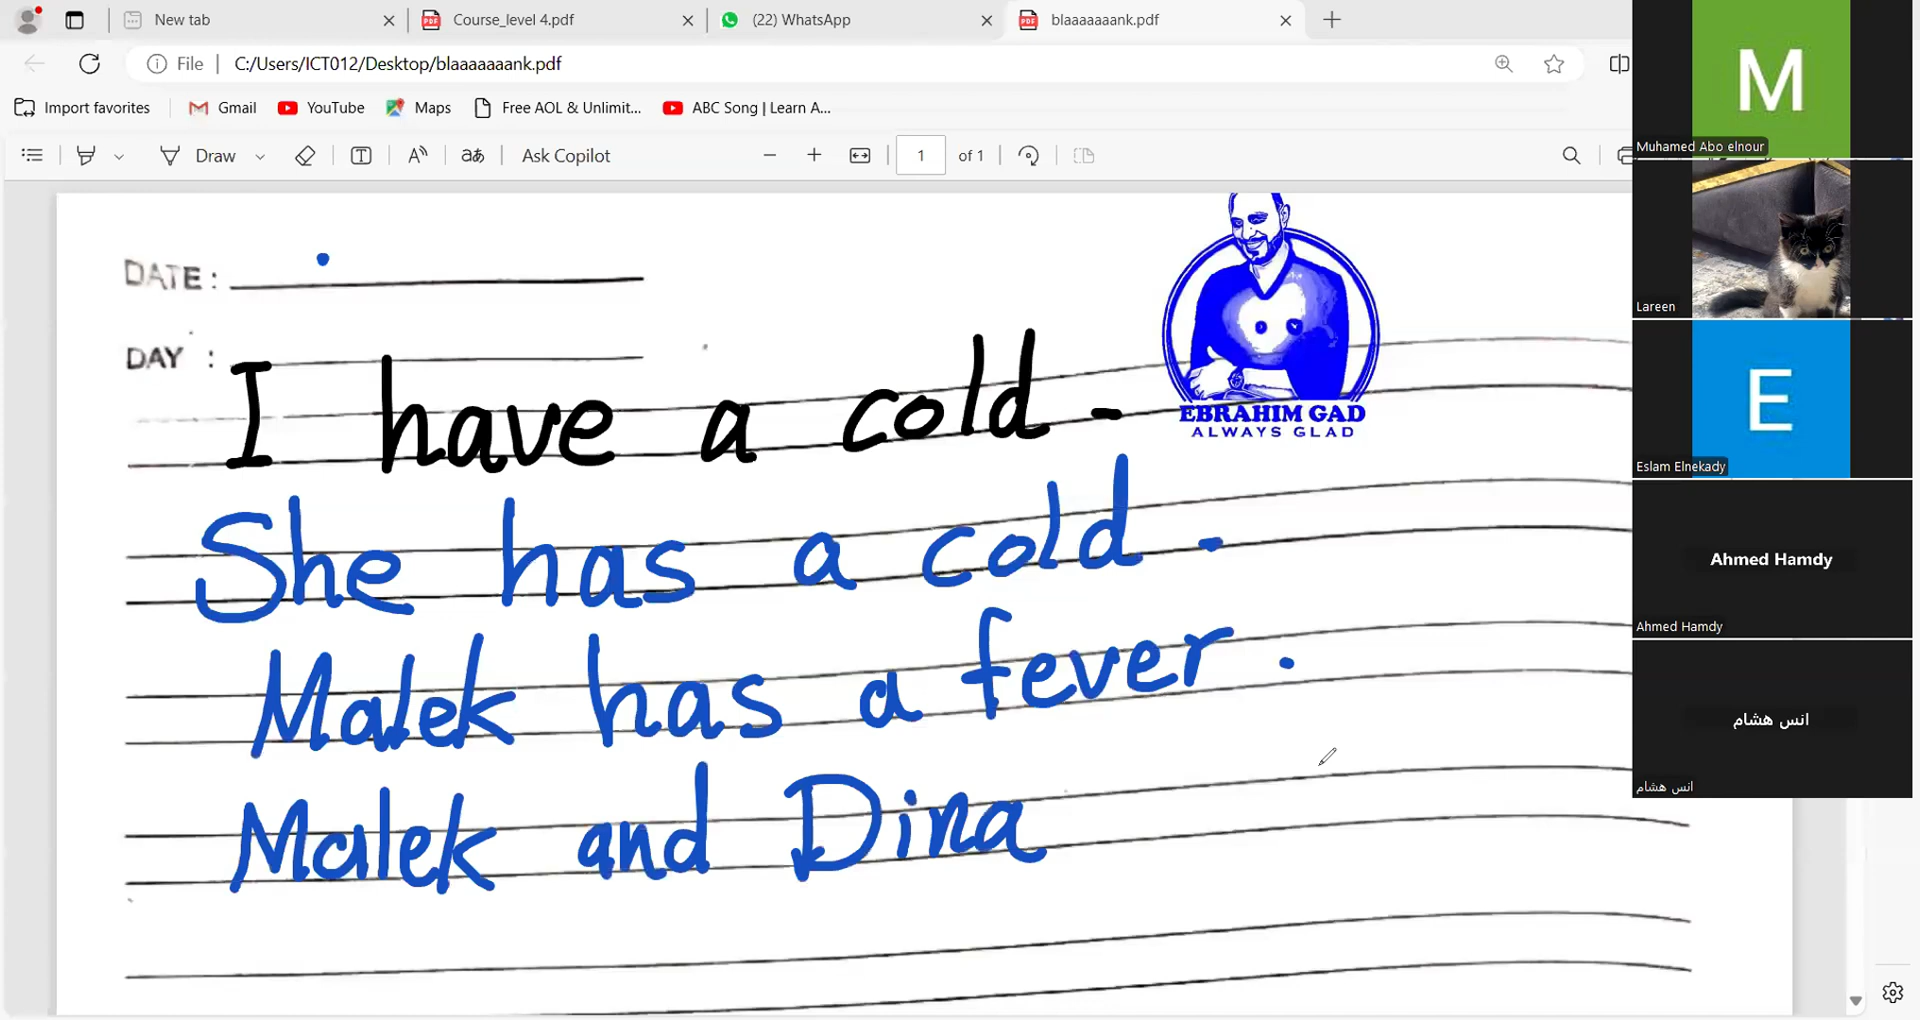 New tab
Course_level 4.pdf
(22) WhatsApp
blaaaaaaank.pdf
File
C:/Users/ICT012/Desktop/blaaaaaaank.pdf
Import favorites
Gmail
YouTube
Maps
Free AOL & Unlimit...
ABC Song | Learn A...
Draw
aあ
Ask Copilot
1 of 1
DATE :
DAY :
I have a cold.
She has a cold.
Malek has a fever.
Malek and Dina
EBRAHIM GAD
ALWAYS GLAD
M
Muhamed Abo elnour
Lareen
E
Eslam Elnekady
Ahmed Hamdy
Ahmed Hamdy
انس هشام
انس هشام